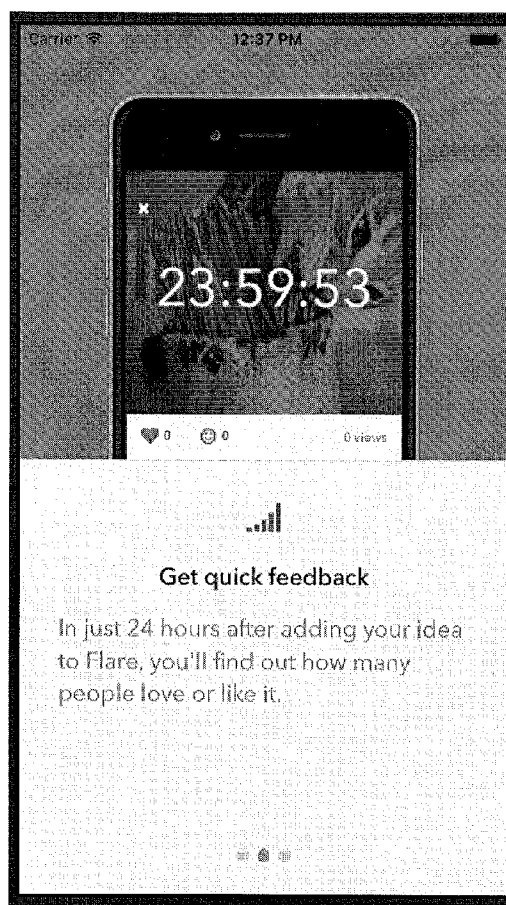 Carrier 12:37 PM
×
23:59:53
0 0 0 views
Get quick feedback
In just 24 hours after adding your idea
to Flare, you'll find out how many
people love or like it.